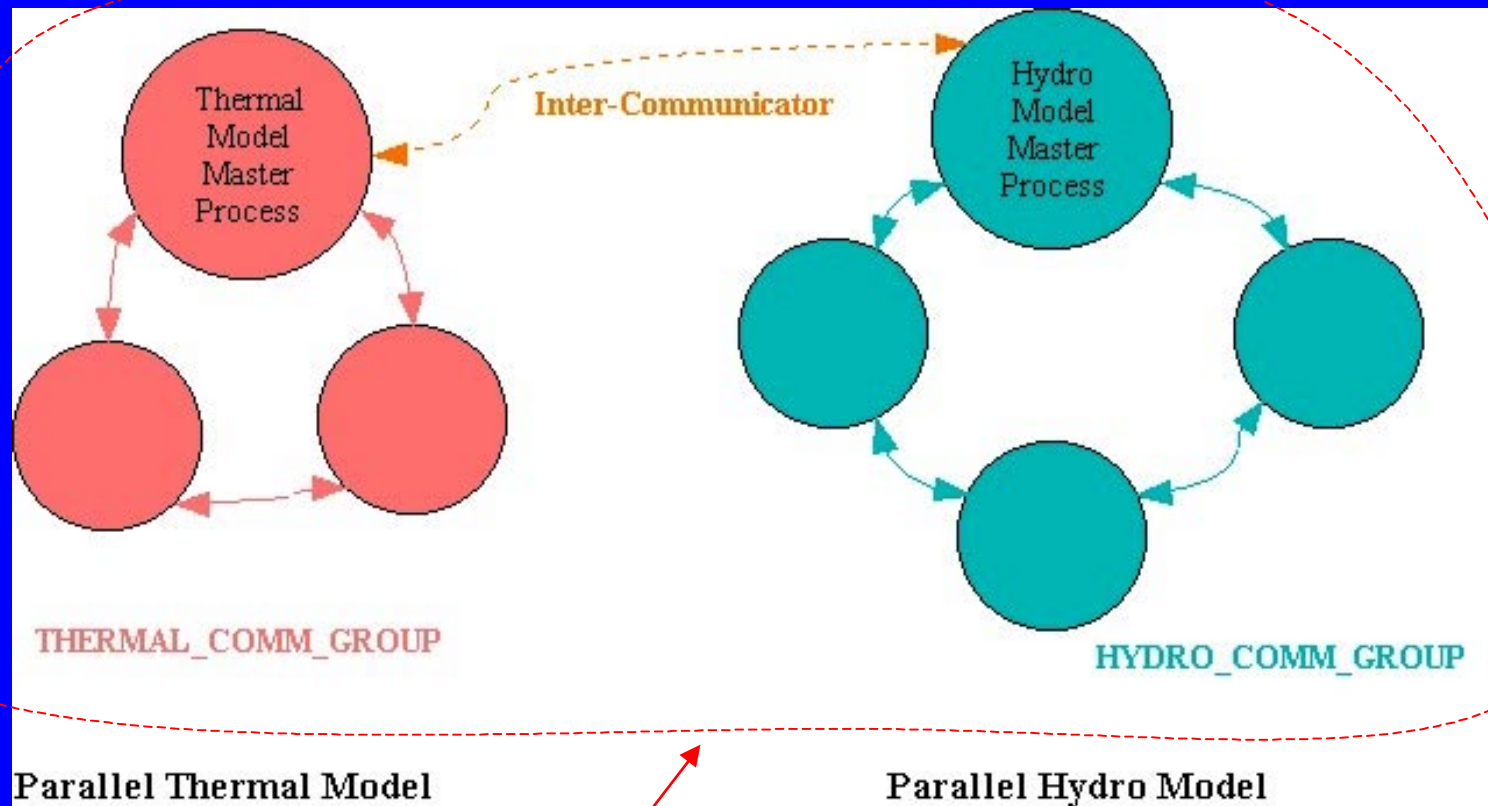 Thermal
Model
Master
Process
Inter-Communicator
Hydro
Model
Master
Process
THERMAL_COMM_GROUP
HYDRO_COMM_GROUP
Parallel Thermal Model
Parallel Hydro Model